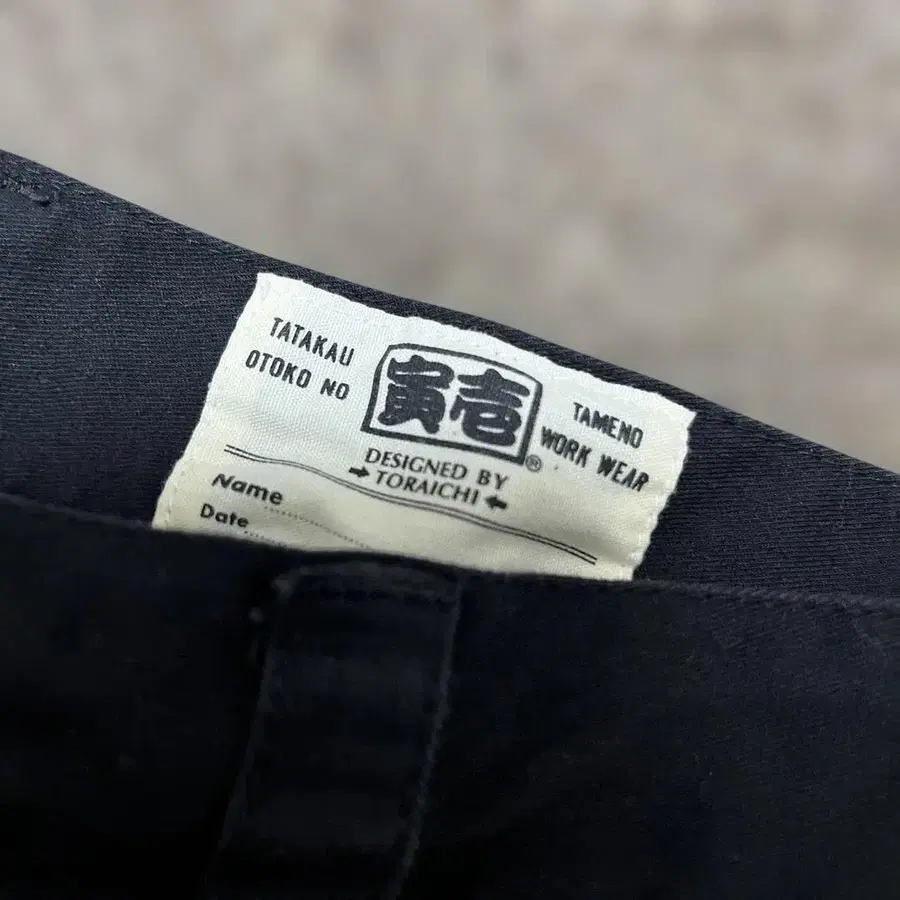 TATAKAU
OTOKO NO
寅壱
®
TAMENO
WORK WEAR
DESIGNED BY
TORAICHI
Name
Date